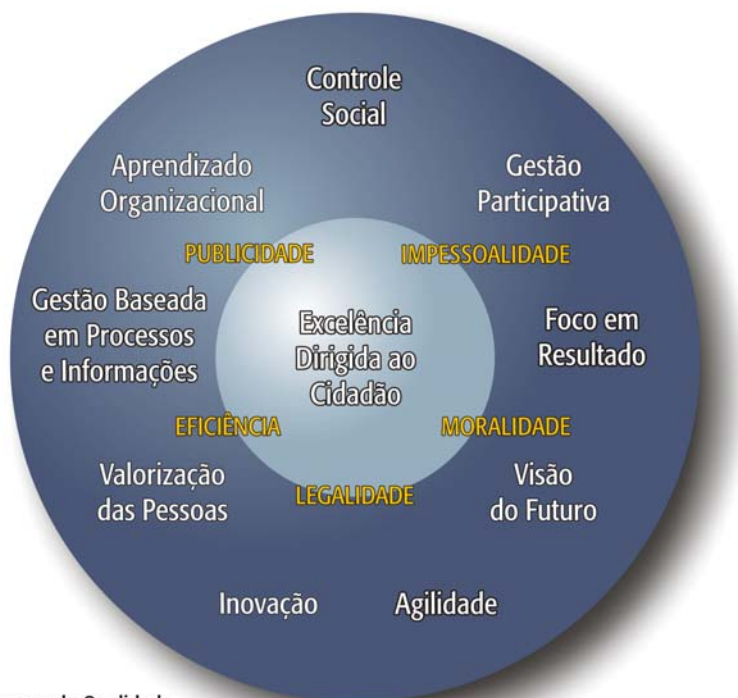 Controle
Social
Aprendizado
Organizacional
Gestão
Participativa
PUBLICIDADE
IMPESSOALIDADE
Gestão Baseada
em Processos
e Informações
Excelência
Dirigida ao
Cidadão
Foco em
Resultado
EFICIÊNCIA
MORALIDADE
Valorização
das Pessoas
LEGALIDADE
Visão
do Futuro
Inovação
Agilidade